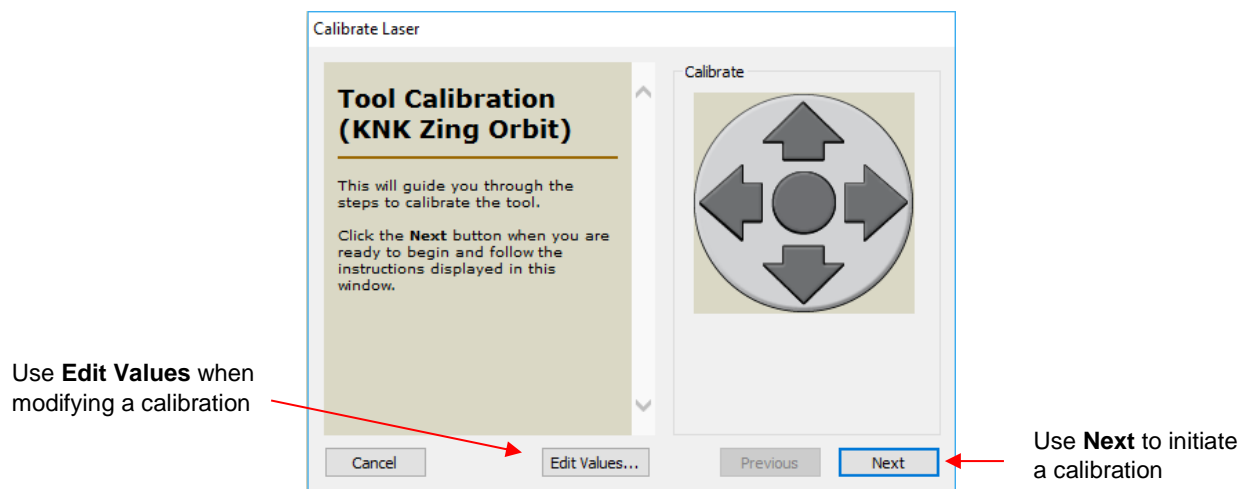 Calibrate Laser
Tool Calibration
(KNK Zing Orbit)
This will guide you through the
steps to calibrate the tool.
Click the Next button when you are
ready to begin and follow the
instructions displayed in this
window.
Calibrate
Use Edit Values when
modifying a calibration
Cancel
Edit Values...
Previous
Next
Use Next to initiate
a calibration